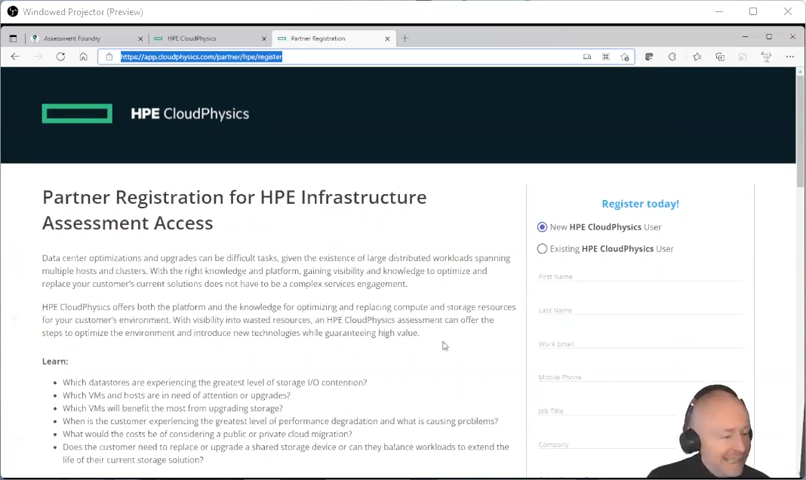 Windowed Projector (Preview)
Assessment Foundry
HPE CloudPhysics
Partner Registration
https://app.cloudphysics.com/partner/hpe/register
HPE CloudPhysics
Partner Registration for HPE Infrastructure
Assessment Access
Data center optimizations and upgrades can be difficult tasks, given the existence of large distributed workloads spanning
multiple hosts and clusters. With the right knowledge and platform, gaining visibility and knowledge to optimize and
replace your customer's current solutions does not have to be a complex services engagement.
HPE CloudPhysics offers both the platform and the knowledge for optimizing and replacing compute and storage resources
for your customer's environment. With visibility into wasted resources, an HPE CloudPhysics assessment can offer the
steps to optimize the environment and introduce new technologies while guaranteeing high value.
Learn:
• Which datastores are experiencing the greatest level of storage I/O contention?
• Which VMs and hosts are in need of attention or upgrades?
• Which VMs will benefit the most from upgrading storage?
• When is the customer experiencing the greatest level of performance degradation and what is causing problems?
• What would the costs be of considering a public or private cloud migration?
• Does the customer need to replace or upgrade a shared storage device or can they balance workloads to extend the
life of their current storage solution?
Register today!
New HPE CloudPhysics User
Existing HPE CloudPhysics User
First Name
Last Name
Work Email
Mobile Phone
Job Title
Company